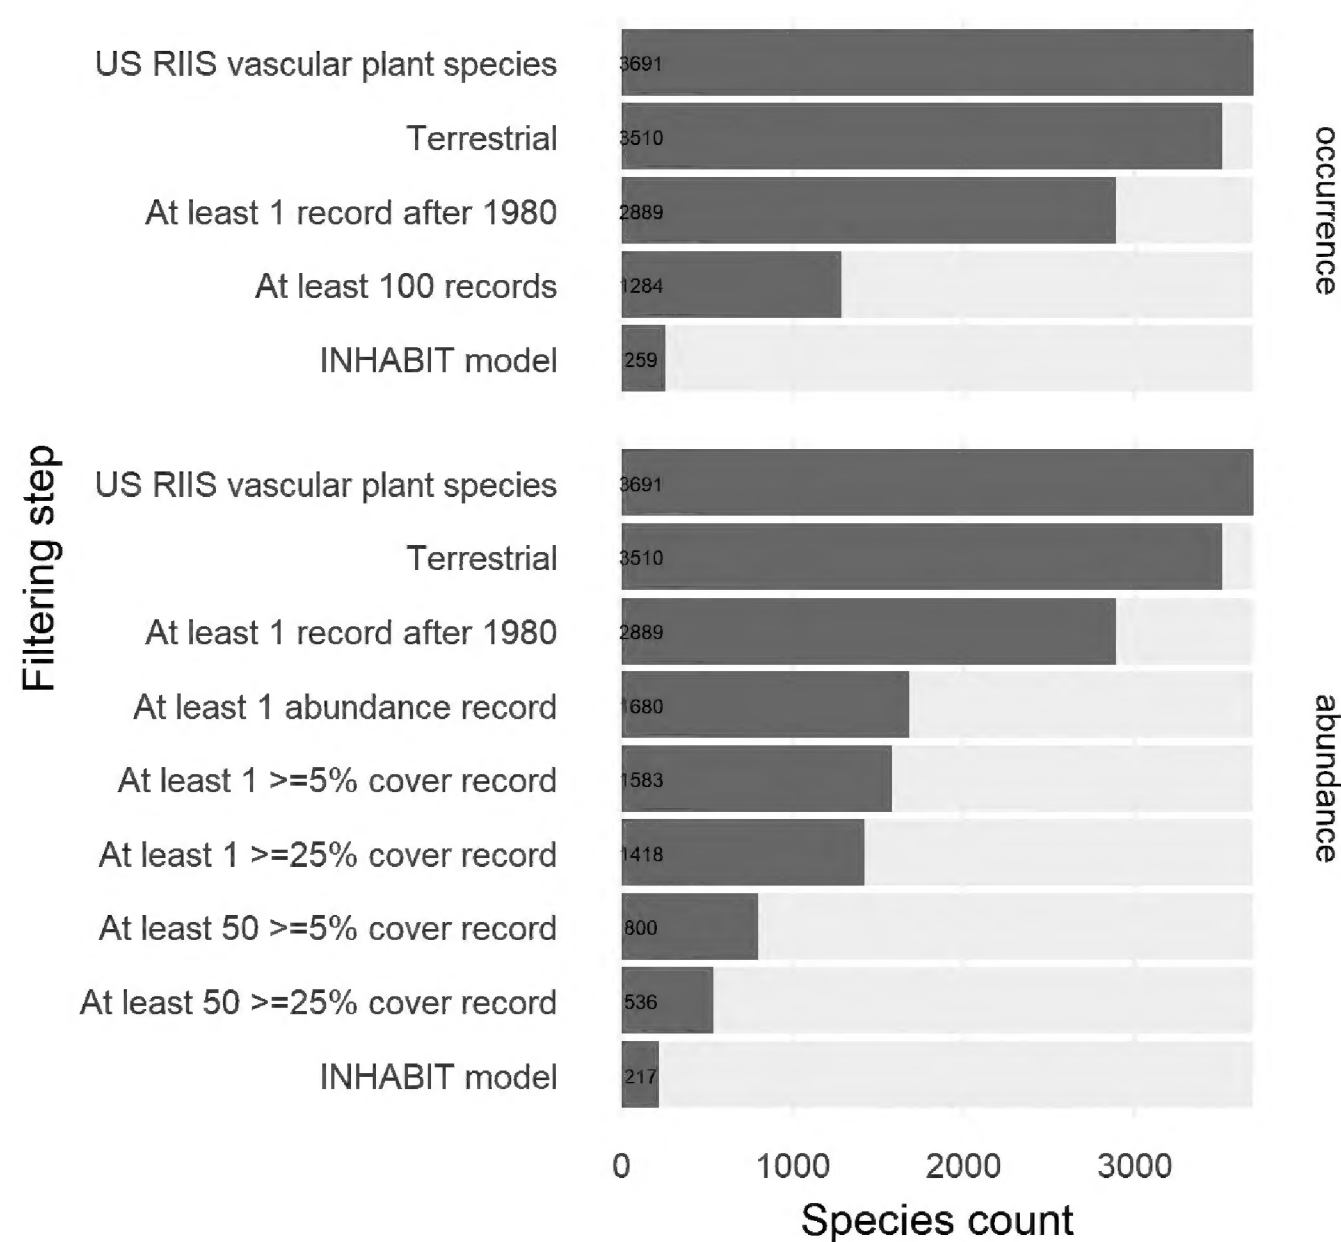 US RIIS vascular plant species 3691
Terrestrial 3510
At least 1 record after 1980 2889
At least 100 records 1284
INHABIT model 259
occurrence
Filtering step
US RIIS vascular plant species 3691
Terrestrial 3510
At least 1 record after 1980 2889
At least 1 abundance record 1680
At least 1 >=5% cover record 1583
At least 1 >=25% cover record 1418
At least 50 >=5% cover record 800
At least 50 >=25% cover record 536
INHABIT model 217
abundance
0 1000 2000 3000
Species count